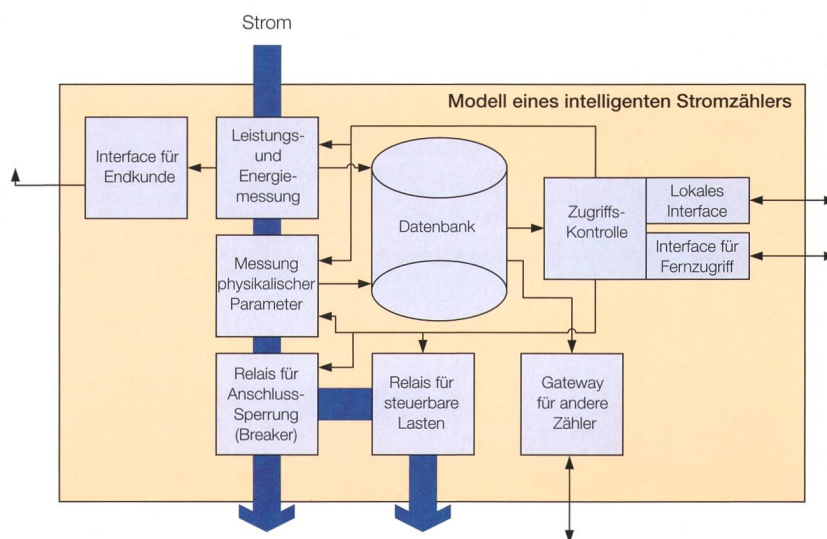 Strom
Modell eines intelligenten Stromzählers
Interface für
Endkunde
Leistungs-
und
Energie-
messung
Datenbank
Zugriffs-
Kontrolle
Lokales
Interface
Interface für
Fernzugriff
Messung
physikalischer
Parameter
Relais für
Anschluss-
Sperrung
(Breaker)
Relais für
steuerbare
Lasten
Gateway
für andere
Zähler